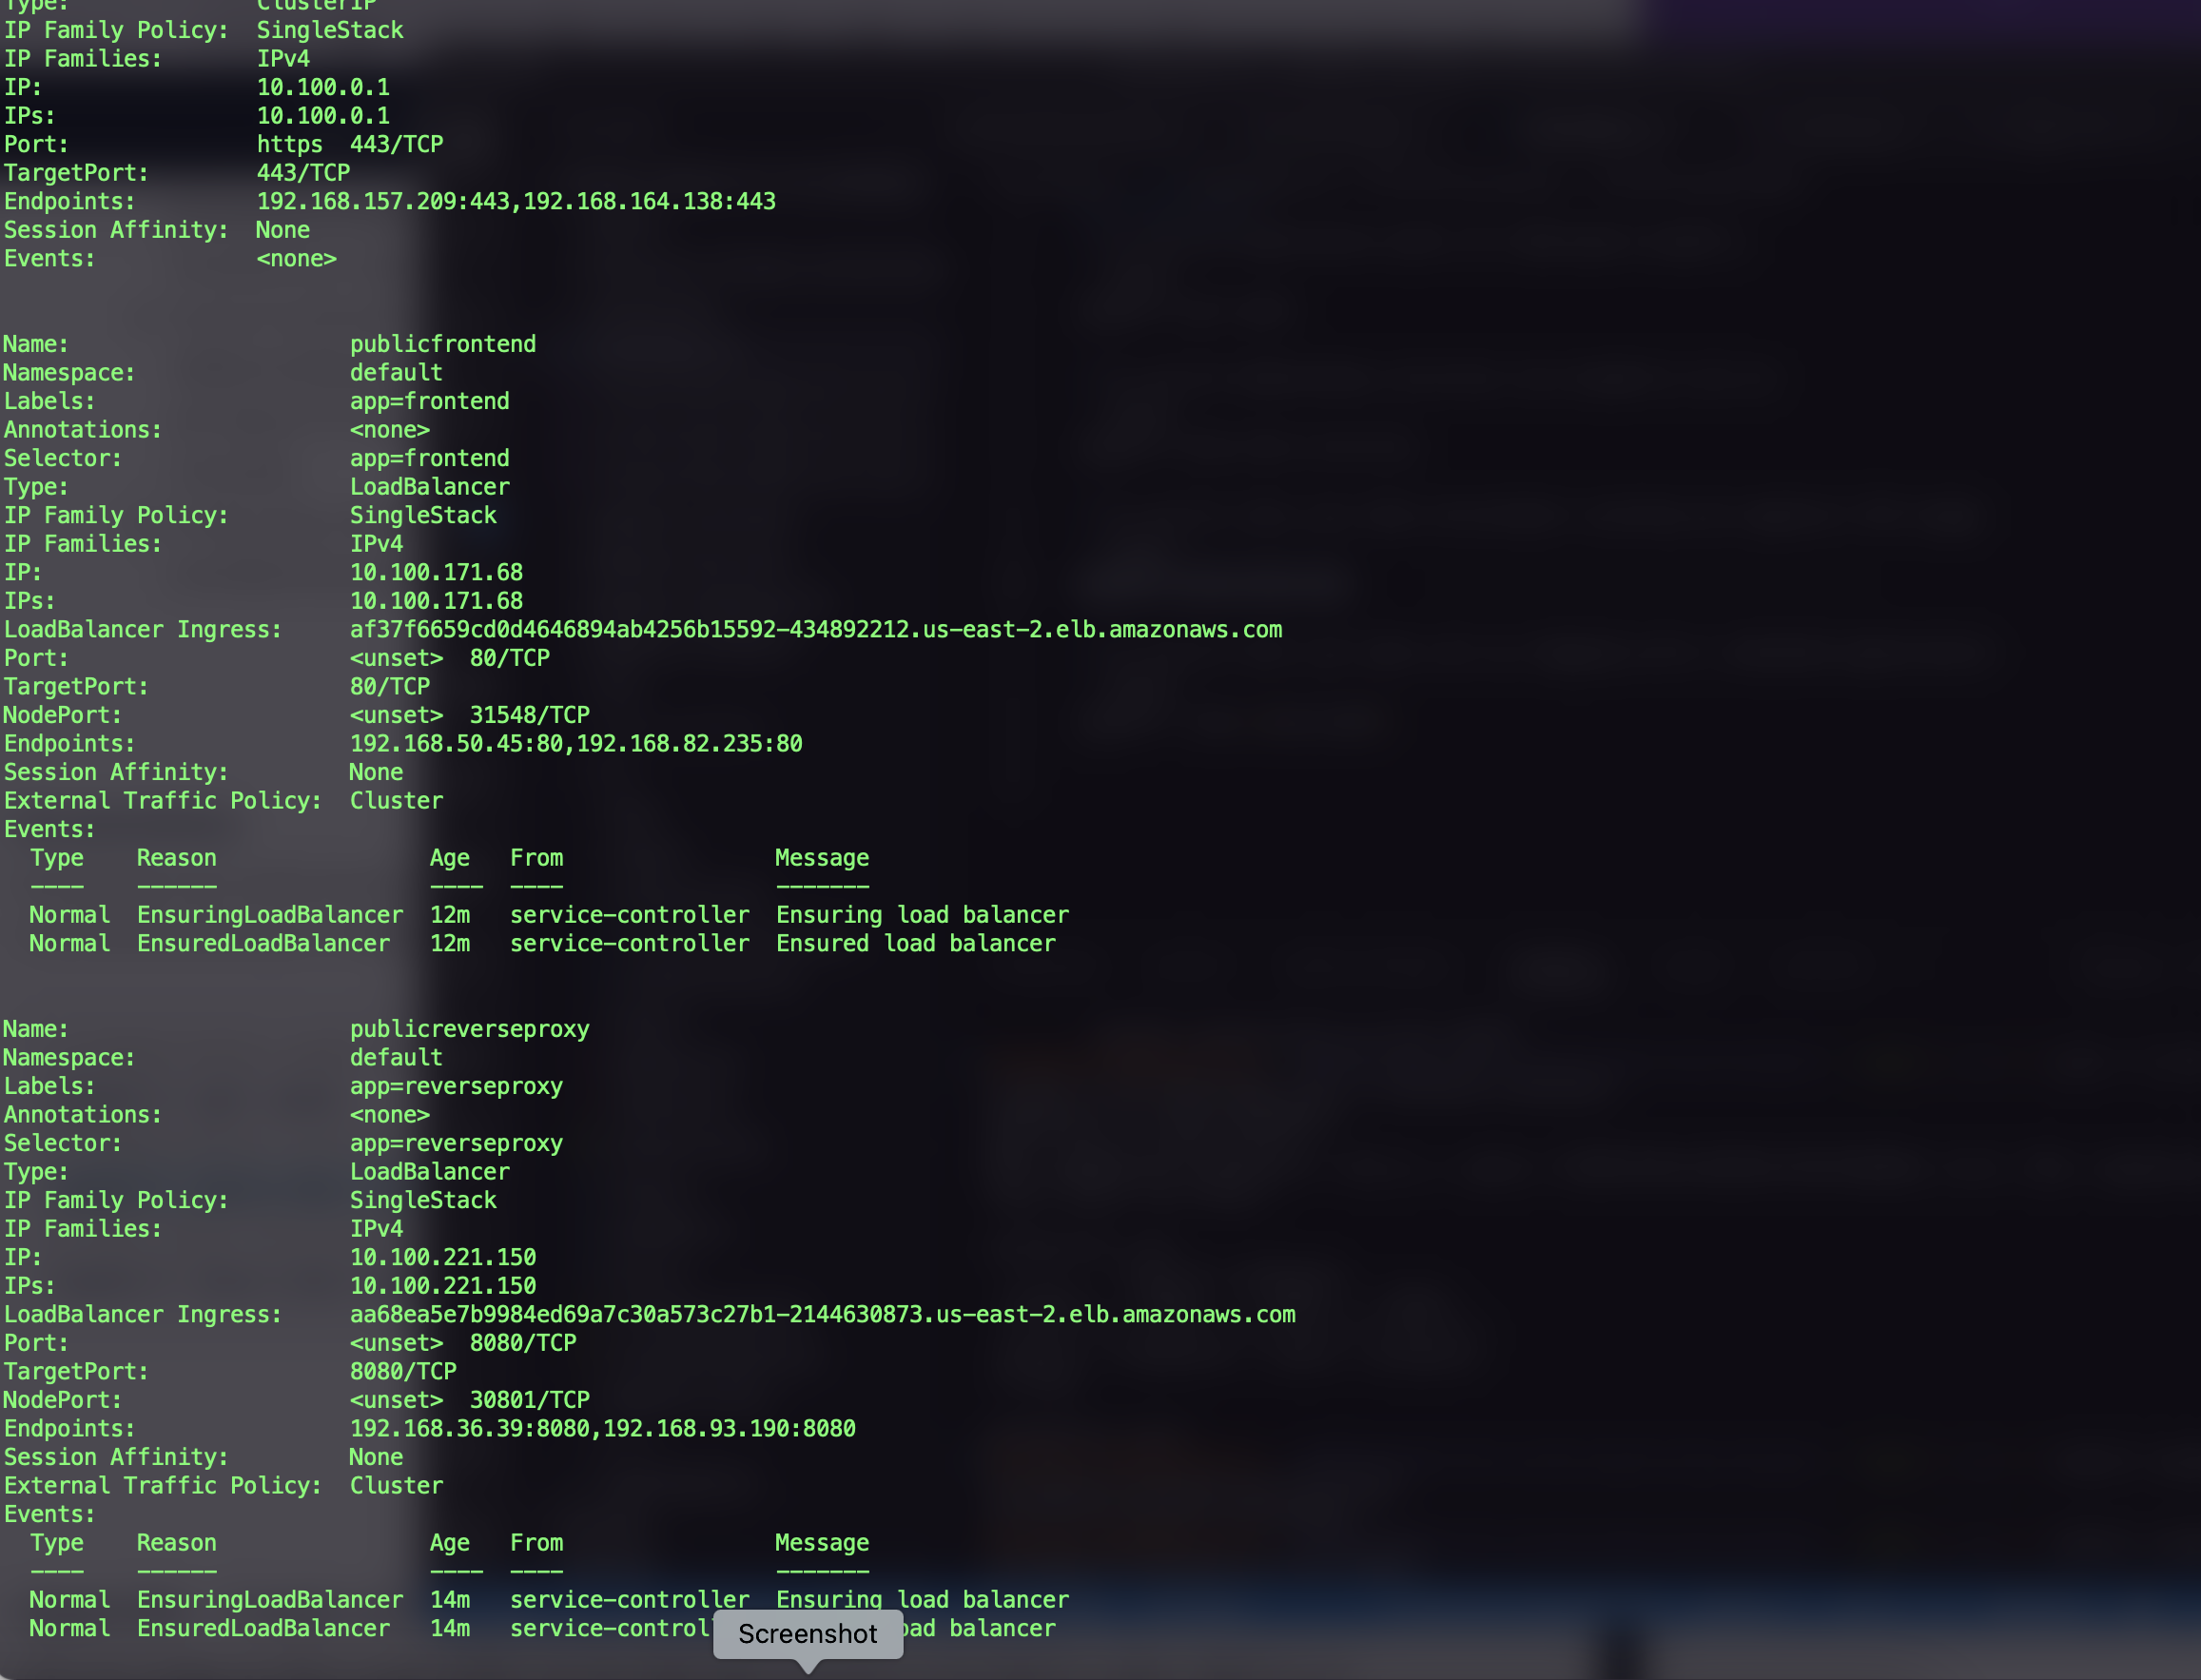 Type: ClusterIP
IP Family Policy:  SingleStack
IP Families:       IPv4
IP:                10.100.0.1
IPs:               10.100.0.1
Port:              https  443/TCP
TargetPort:        443/TCP
Endpoints:         192.168.157.209:443,192.168.164.138:443
Session Affinity:  None
Events:            <none>
Name:                     publicfrontend
Namespace:                default
Labels:                   app=frontend
Annotations:              <none>
Selector:                 app=frontend
Type:                     LoadBalancer
IP Family Policy:         SingleStack
IP Families:              IPv4
IP:                       10.100.171.68
IPs:                      10.100.171.68
LoadBalancer Ingress:     af37f6659cd0d4646894ab4256b15592-434892212.us-east-2.elb.amazonaws.com
Port:                     <unset>  80/TCP
TargetPort:               80/TCP
NodePort:                 <unset>  31548/TCP
Endpoints:                192.168.50.45:80,192.168.82.235:80
Session Affinity:         None
External Traffic Policy:  Cluster
Events:
  Type    Reason                Age   From                Message
  ----    ------                ----  ----                -------
  Normal  EnsuringLoadBalancer  12m   service-controller  Ensuring load balancer
  Normal  EnsuredLoadBalancer   12m   service-controller  Ensured load balancer
Name:                     publicreverseproxy
Namespace:                default
Labels:                   app=reverseproxy
Annotations:              <none>
Selector:                 app=reverseproxy
Type:                     LoadBalancer
IP Family Policy:         SingleStack
IP Families:              IPv4
IP:                       10.100.221.150
IPs:                      10.100.221.150
LoadBalancer Ingress:     aa68ea5e7b9984ed69a7c30a573c27b1-2144630873.us-east-2.elb.amazonaws.com
Port:                     <unset>  8080/TCP
TargetPort:               8080/TCP
NodePort:                 <unset>  30801/TCP
Endpoints:                192.168.36.39:8080,192.168.93.190:8080
Session Affinity:         None
External Traffic Policy:  Cluster
Events:
  Type    Reason                Age   From                Message
  ----    ------                ----  ----                -------
  Normal  EnsuringLoadBalancer  14m   service-controller  Ensuring load balancer
  Normal  EnsuredLoadBalancer   14m   service-control balancer
Screenshot